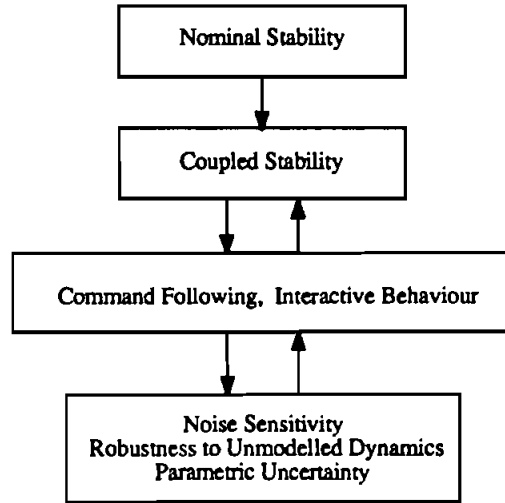 Nominal Stability
Coupled Stability
Command Following, Interactive Behaviour
Noise Sensitivity
Robustness to Unmodelled Dynamics
Parametric Uncertainty